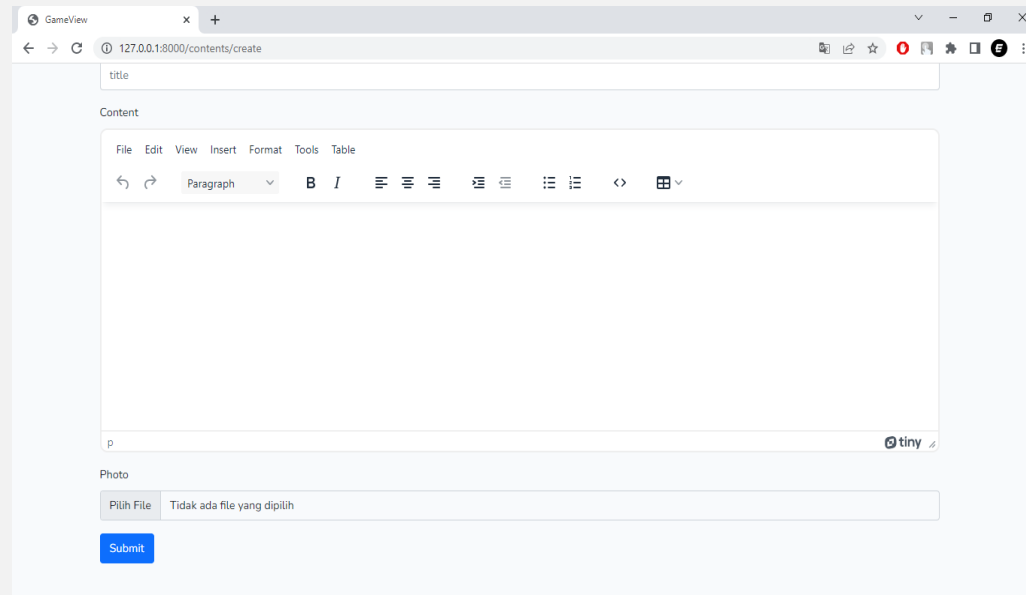 GameView
127.0.0.1:8000/contents/create
title
Content
File Edit View Insert Format Tools Table
Paragraph B I
p tiny
Photo
Pilih File Tidak ada file yang dipilih
Submit